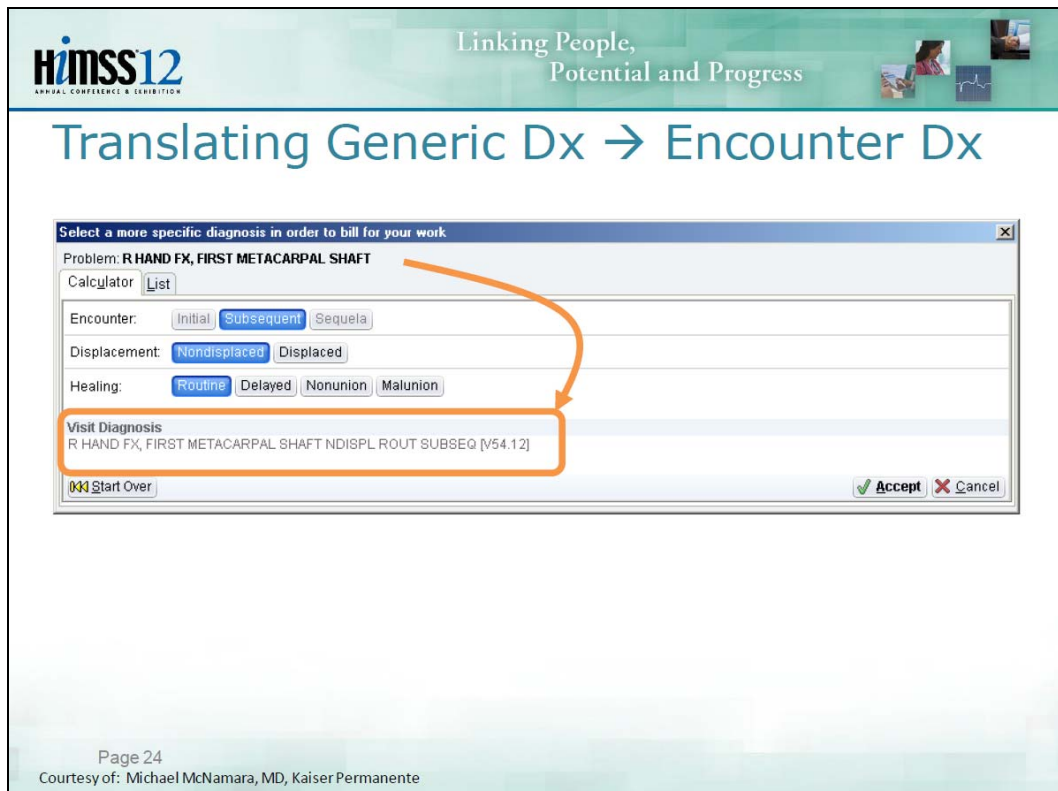 HIMSS12
ANNUAL CONFERENCE & EXHIBITION
Linking People,
Potential and Progress
Translating Generic Dx → Encounter Dx
Select a more specific diagnosis in order to bill for your work
Problem: R HAND FX, FIRST METACARPAL SHAFT
Calculator List
Encounter: Initial Subsequent Sequela
Displacement: Nondisplaced Displaced
Healing: Routine Delayed Nonunion Malunion
Visit Diagnosis
R HAND FX, FIRST METACARPAL SHAFT NDISPL ROUT SUBSEQ [V54.12]
Start Over Accept Cancel
Page 24
Courtesy of: Michael McNamara, MD, Kaiser Permanente